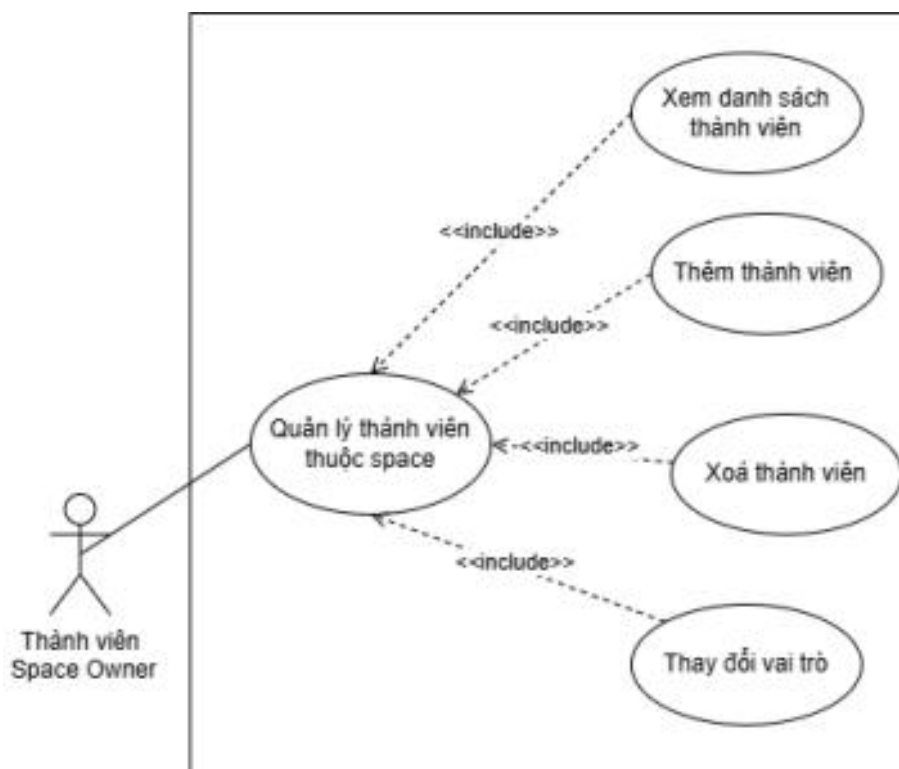 Xem danh sách
thành viên
<<include>>
Thêm thành viên
<<include>>
Quản lý thành viên
thuộc space
<<include>>
Xoá thành viên
<<include>>
Thay đổi vai trò
Thành viên
Space Owner